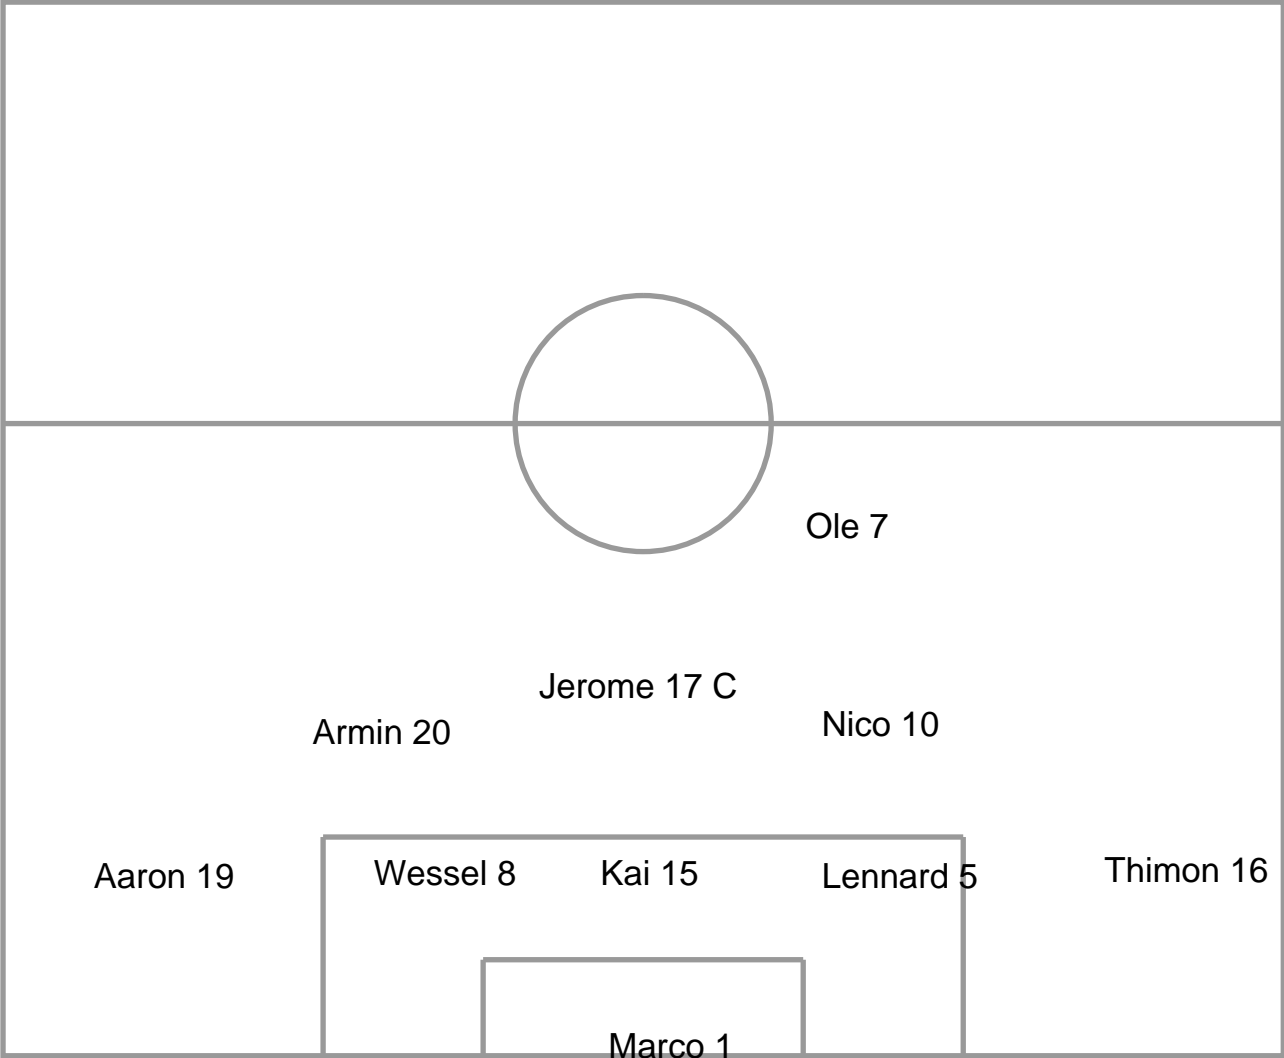 Ole 7
Jerome 17 C
Armin 20
Nico 10
Aaron 19
Wessel 8
Kai 15
Lennard 5
Thimon 16
Marco 1